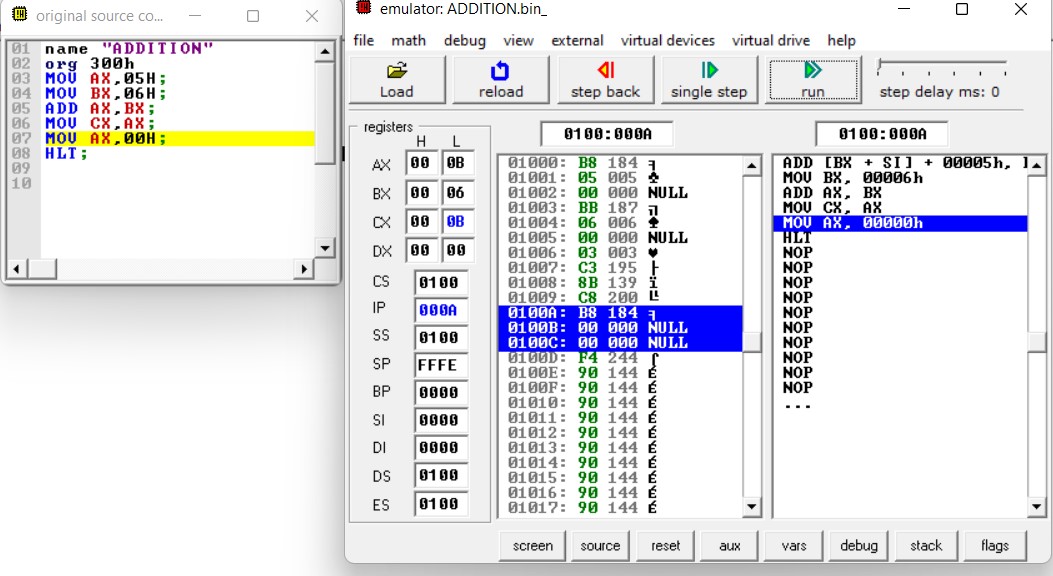 original source co...
01 name "ADDITION"
02 org 300h
03 MOV AX,05H;
04 MOV BX,06H;
05 ADD AX,BX;
06 MOV CX,AX;
07 MOV AX,00H;
08 HLT;
09
10
emulator: ADDITION.bin_
file math debug view external virtual devices virtual drive help
Load reload step back single step run step delay ms: 0
registers
H L
AX 00 0B
BX 00 06
CX 00 0B
DX 00 00
CS 0100
IP 000A
SS 0100
SP FFFE
BP 0000
SI 0000
DI 0000
DS 0100
ES 0100
0100:000A
01000: B8 184 ╕
01001: 05 005 ♣
01002: 00 000 NULL
01003: BB 187 ╗
01004: 06 006 ♠
01005: 00 000 NULL
01006: 03 003 ♥
01007: C3 195 ├
01008: 8B 139 ï
01009: C8 200 ╚
0100A: B8 184 ╕
0100B: 00 000 NULL
0100C: 00 000 NULL
0100D: F4 244 ⌠
0100E: 90 144 É
0100F: 90 144 É
01010: 90 144 É
01011: 90 144 É
01012: 90 144 É
01013: 90 144 É
01014: 90 144 É
01015: 90 144 É
01016: 90 144 É
01017: 90 144 É
0100:000A
ADD [BX + SI] + 00005h,
MOV BX, 00006h
ADD AX, BX
MOV CX, AX
MOV AX, 00000h
HLT
NOP
NOP
NOP
NOP
NOP
NOP
NOP
NOP
NOP
NOP
...
screen source reset aux vars debug stack flags